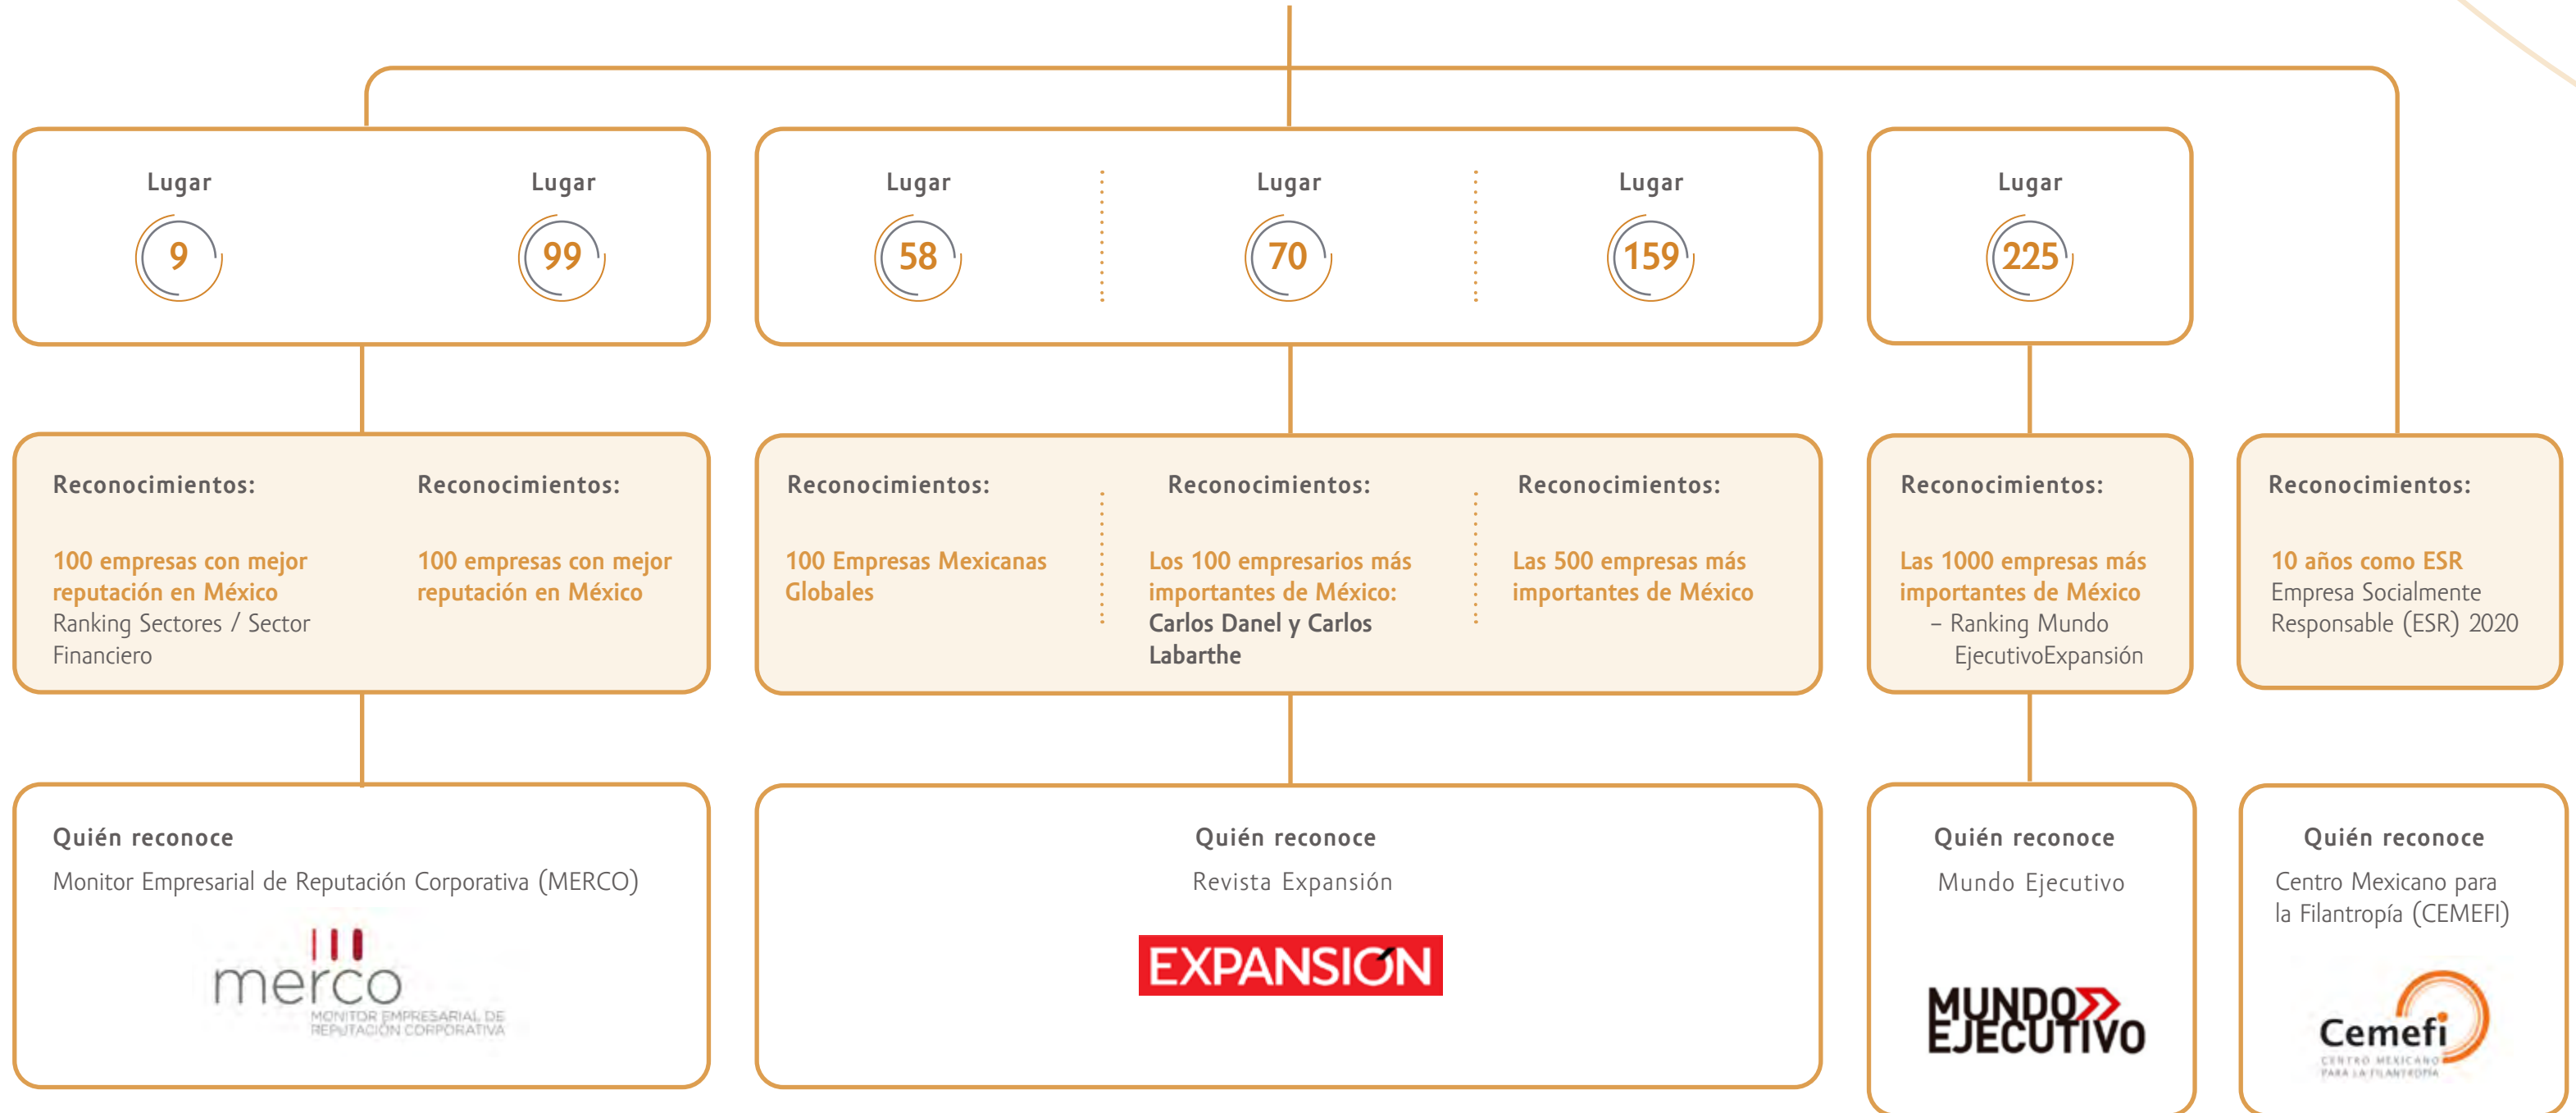 Lugar
9
Lugar
99
Lugar
58
Lugar
70
Lugar
159
Lugar
225
Reconocimientos:
100 empresas con mejor
reputación en México
Ranking Sectores / Sector
Financiero
Reconocimientos:
100 empresas con mejor
reputación en México
Reconocimientos:
100 Empresas Mexicanas
Globales
Reconocimientos:
Los 100 empresarios más
importantes de México:
Carlos Danel y Carlos
Labarthe
Reconocimientos:
Las 500 empresas más
importantes de México
Reconocimientos:
Las 1000 empresas más
importantes de México
– Ranking Mundo
EjecutivoExpansión
Reconocimientos:
10 años como ESR
Empresa Socialmente
Responsable (ESR) 2020
Quién reconoce
Monitor Empresarial de Reputación Corporativa (MERCO)
merco
MONITOR EMPRESARIAL DE
REPUTACIÓN CORPORATIVA
Quién reconoce
Revista Expansión
EXPANSIÓN
Quién reconoce
Mundo Ejecutivo
MUNDO
EJECUTIVO
Quién reconoce
Centro Mexicano para
la Filantropía (CEMEFI)
Cemefi
CENTRO MEXICANO
PARA LA FILANTROPÍA